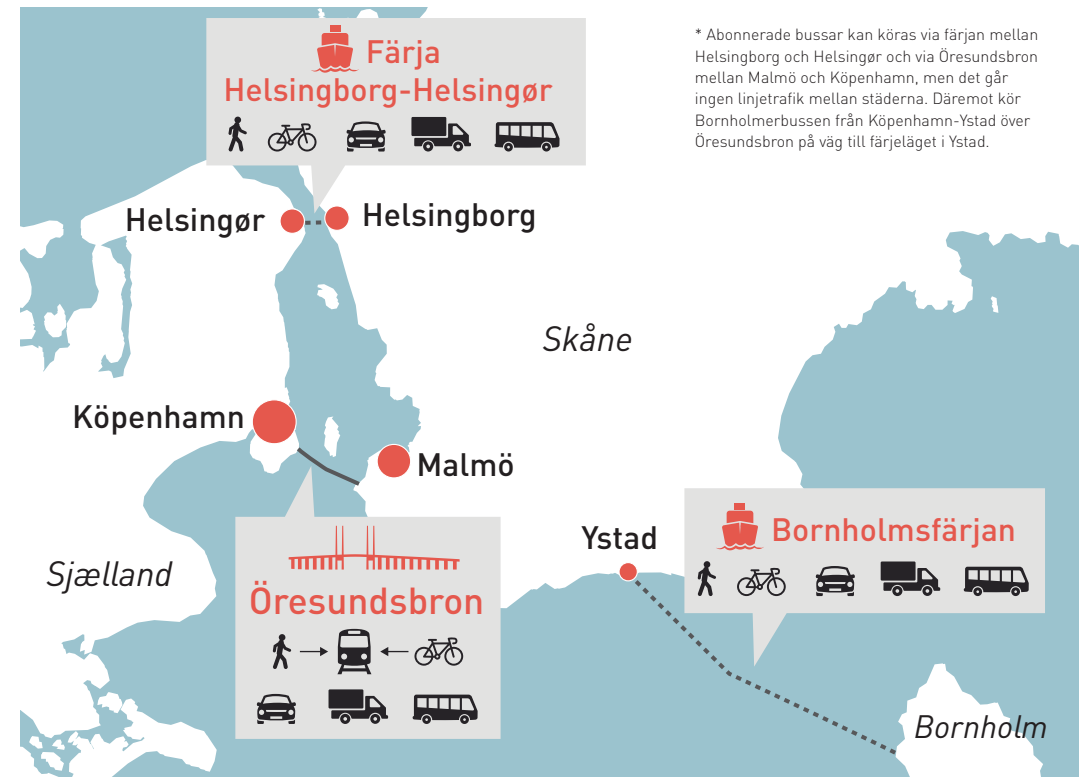 Färja
Helsingborg-Helsingør
* Abonnerade bussar kan köras via färjan mellan
Helsingborg och Helsingør och via Öresundsbron
mellan Malmö och Köpenhamn, men det går
ingen linjetrafik mellan städerna. Däremot kör
Bornholmerbussen från Köpenhamn-Ystad över
Öresundsbron på väg till färjeläget i Ystad.
Helsingør
Helsingborg
Skåne
Köpenhamn
Malmö
Ystad
Bornholmsfärjan
Sjælland
Öresundsbron
Bornholm